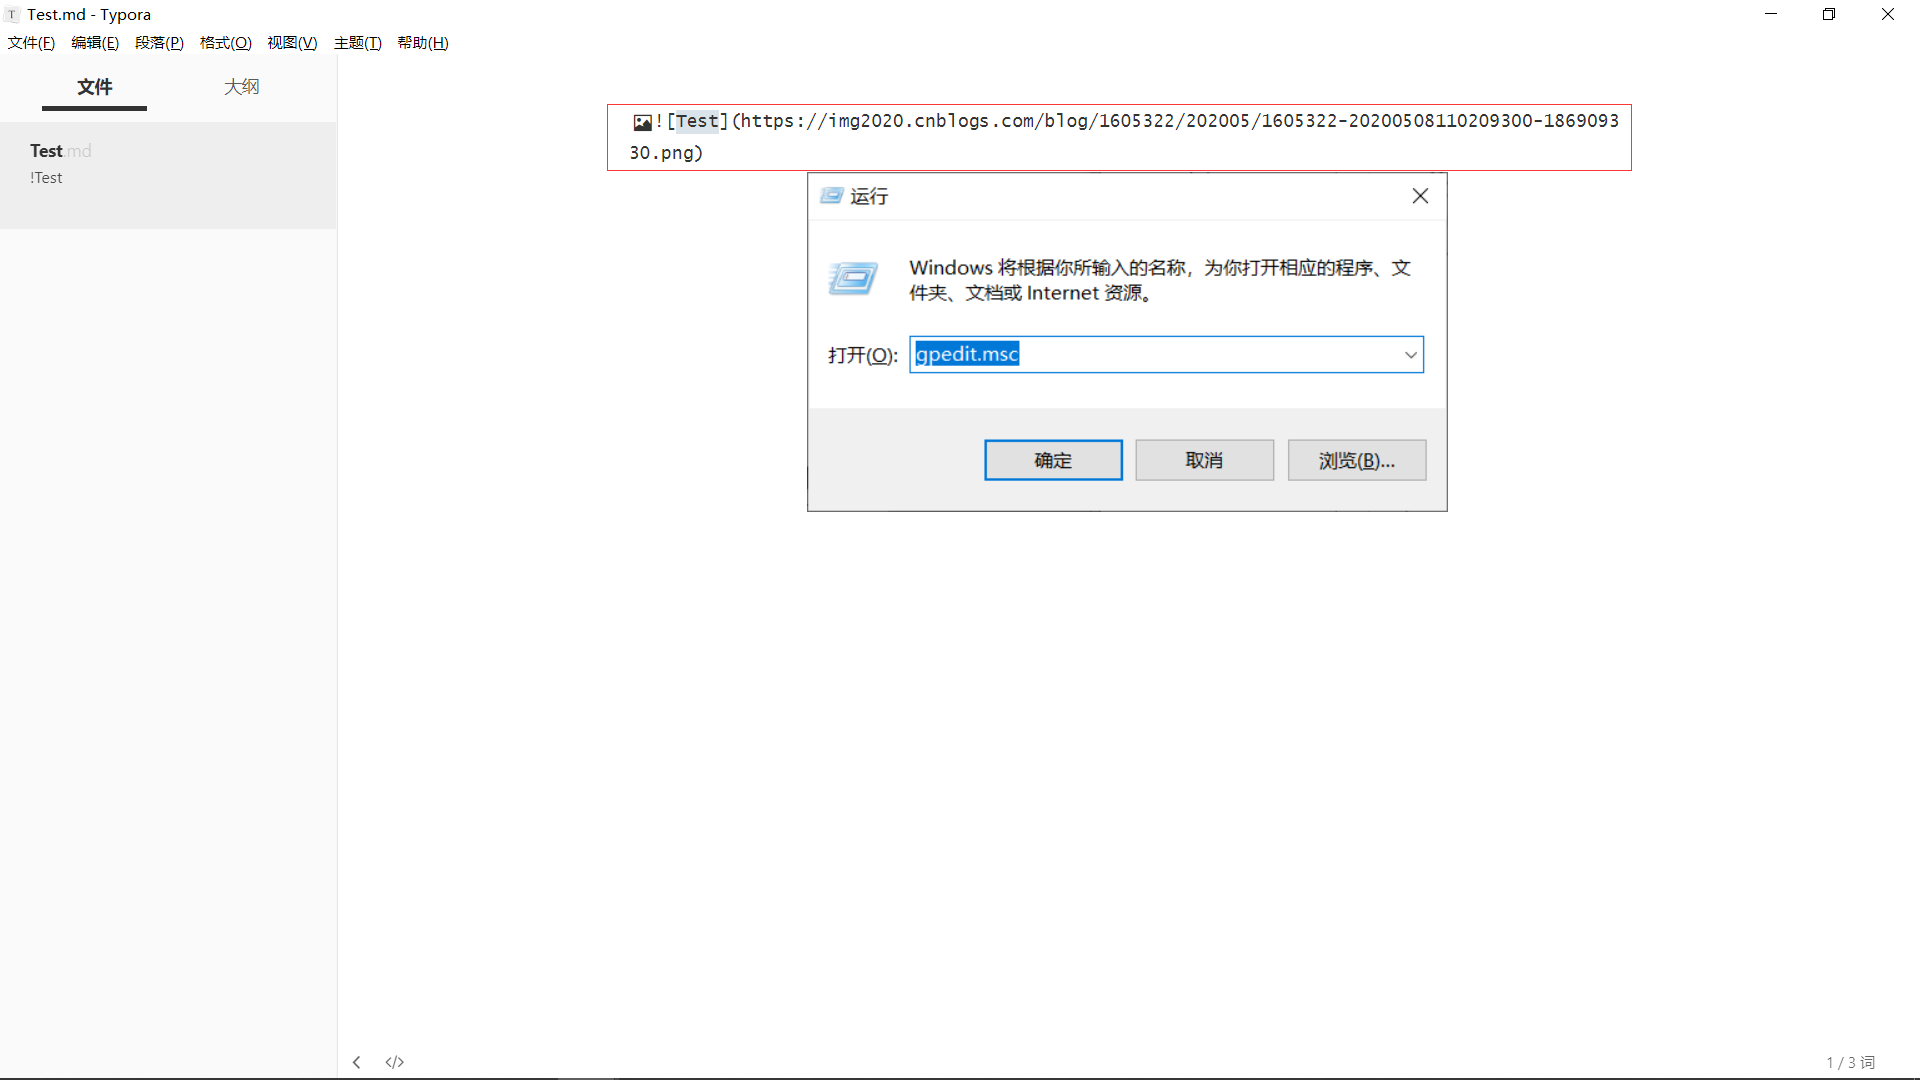 Test.md - Typora
文件(F) 编辑(E) 段落(P) 格式(O) 视图(V) 主题(T) 帮助(H)
文件 大纲
Test.md
!Test
![Test](https://img2020.cnblogs.com/blog/1605322/202005/1605322-20200508110209300-1869093
30.png)
运行
Windows 将根据你所输入的名称，为你打开相应的程序、文
件夹、文档或 Internet 资源。
打开(O): gpedit.msc
确定 取消 浏览(B)...
</> 1 / 3 词